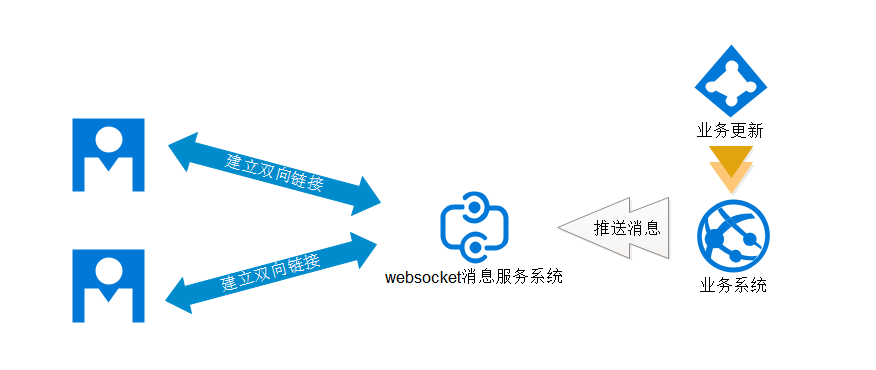 业务更新
建立双向链接
推送消息
建立双向链接
websocket消息服务系统
业务系统